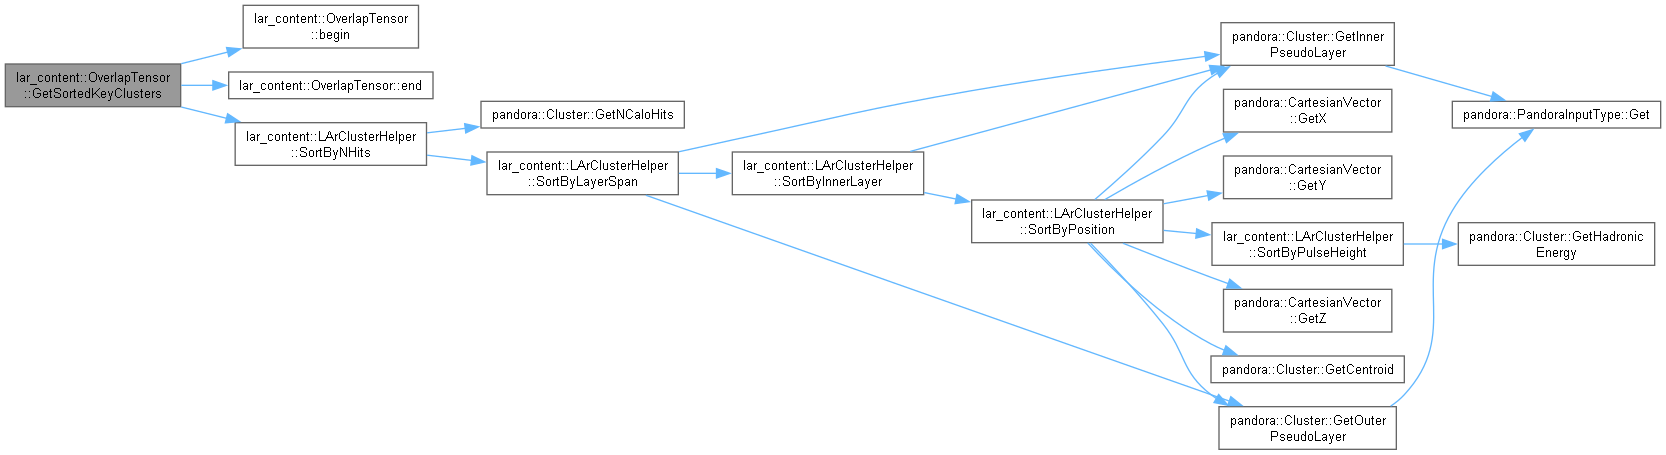 lar_content::OverlapTensor
::GetSortedKeyClusters
lar_content::OverlapTensor
::begin
lar_content::OverlapTensor::end
lar_content::LArClusterHelper
::SortByNHits
pandora::Cluster::GetNCaloHits
lar_content::LArClusterHelper
::SortByLayerSpan
lar_content::LArClusterHelper
::SortByInnerLayer
lar_content::LArClusterHelper
::SortByPosition
pandora::Cluster::GetInner
PseudoLayer
pandora::CartesianVector
::GetX
pandora::CartesianVector
::GetY
lar_content::LArClusterHelper
::SortByPulseHeight
pandora::CartesianVector
::GetZ
pandora::Cluster::GetCentroid
pandora::Cluster::GetOuter
PseudoLayer
pandora::PandoraInputType::Get
pandora::Cluster::GetHadronic
Energy